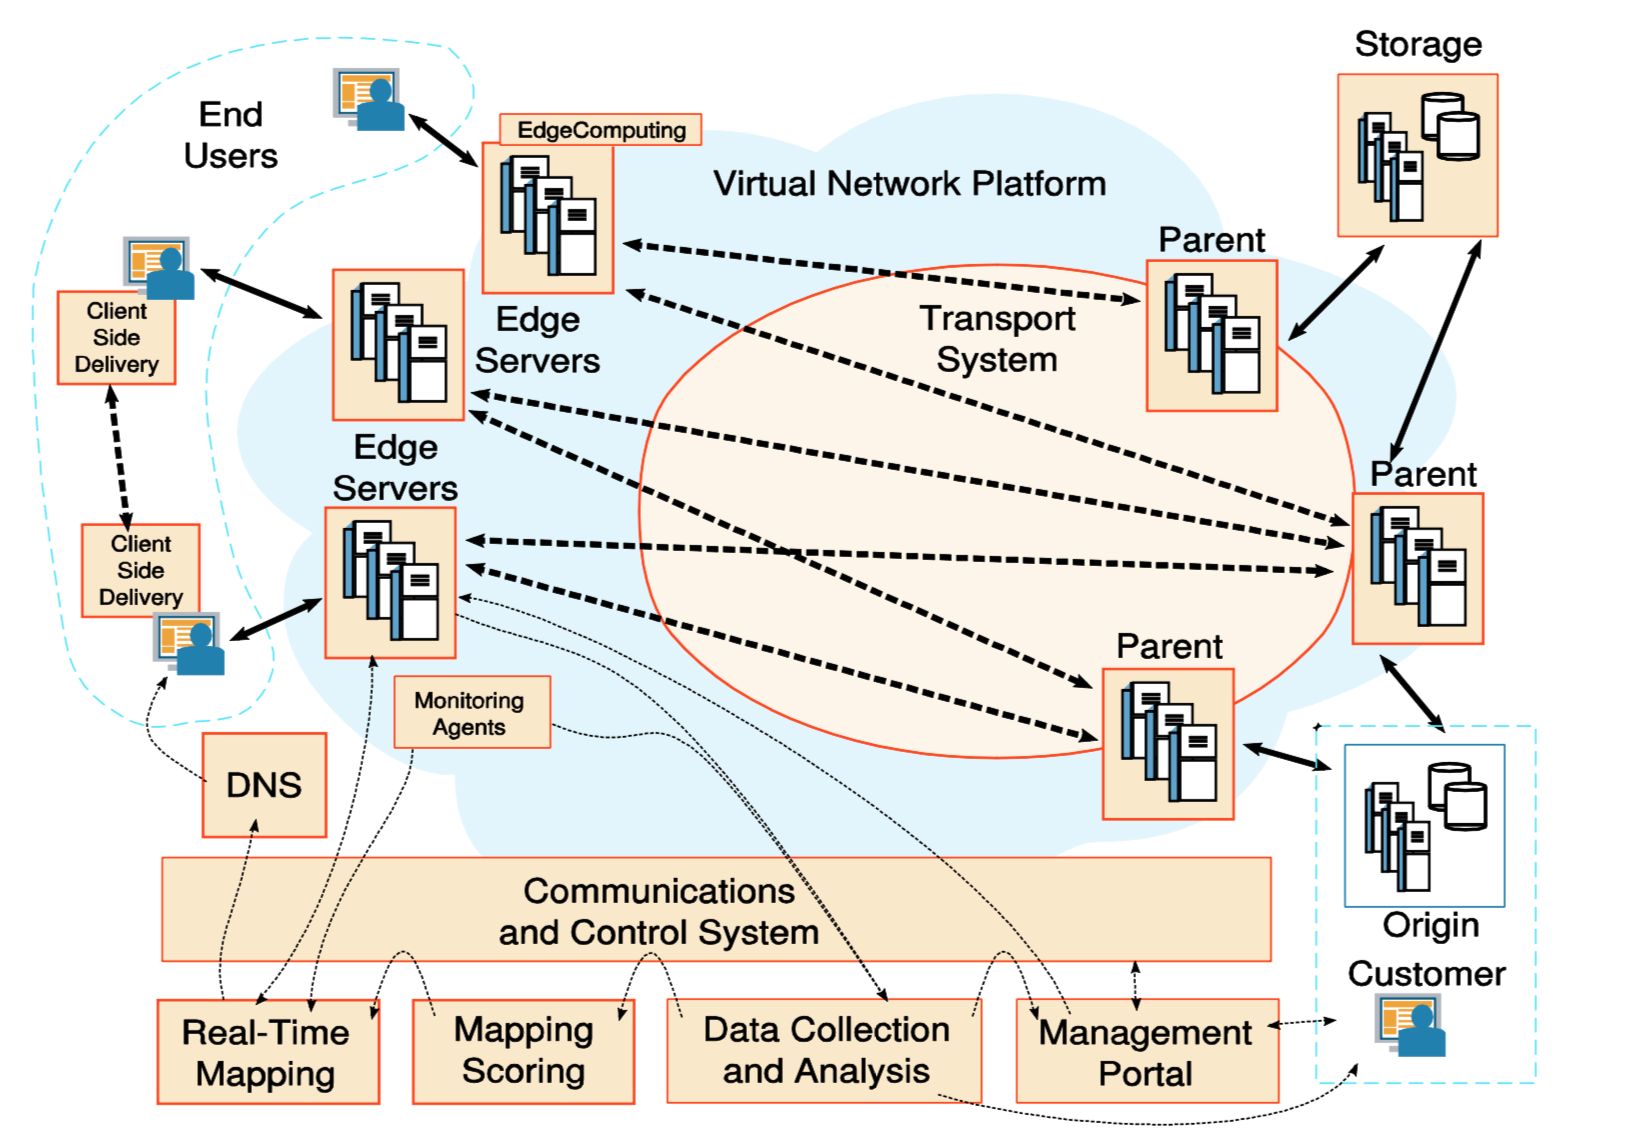 Storage
End
Users
EdgeComputing
Virtual Network Platform
Parent
Client
Side
Delivery
Edge
Servers
Transport
System
Edge
Servers
Parent
Client
Side
Delivery
Parent
Monitoring
Agents
DNS
Communications
and Control System
Origin
Customer
Real-Time
Mapping
Mapping
Scoring
Data Collection
and Analysis
Management
Portal